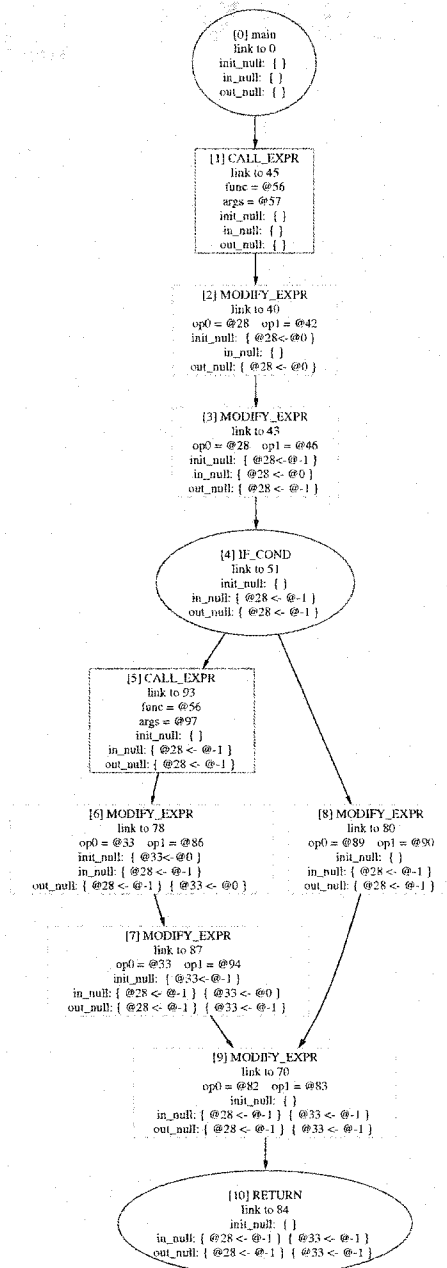 [0] main
link to 0
init_null: { }
in_null: { }
out_null: { }
[1] CALL_EXPR
link to 45
func = @56
args = @57
init_null: { }
in_null: { }
out_null: { }
[2] MODIFY_EXPR
link to 40
op0 = @28 op1 = @42
init_null: { @28<-@0 }
in_null: { }
out_null: { @28 <- @0 }
[3] MODIFY_EXPR
link to 43
op0 = @28 op1 = @46
init_null: { @28<-@-1 }
in_null: { @28 <- @0 }
out_null: { @28 <- @-1 }
[4] IF_COND
link to 51
init_null: { }
in_null: { @28 <- @-1 }
out_null: { @28 <- @-1 }
[5] CALL_EXPR
link to 93
func = @56
args = @97
init_null: { }
in_null: { @28 <- @-1 }
out_null: { @28 <- @-1 }
[6] MODIFY_EXPR
link to 78
op0 = @33 op1 = @86
init_null: { @33<-@0 }
in_null: { @28 <- @-1 }
out_null: { @28 <- @-1 } { @33 <- @0 }
[8] MODIFY_EXPR
link to 80
op0 = @89 op1 = @90
init_null: { }
in_null: { @28 <- @-1 }
out_null: { @28 <- @-1 }
[7] MODIFY_EXPR
link to 87
op0 = @33 op1 = @94
init_null: { @33<-@-1 }
in_null: { @28 <- @-1 } { @33 <- @0 }
out_null: { @28 <- @-1 } { @33 <- @-1 }
[9] MODIFY_EXPR
link to 70
op0 = @82 op1 = @83
init_null: { }
in_null: { @28 <- @-1 } { @33 <- @-1 }
out_null: { @28 <- @-1 } { @33 <- @-1 }
[10] RETURN
link to 84
init_null: { }
in_null: { @28 <- @-1 } { @33 <- @-1 }
out_null: { @28 <- @-1 } { @33 <- @-1 }